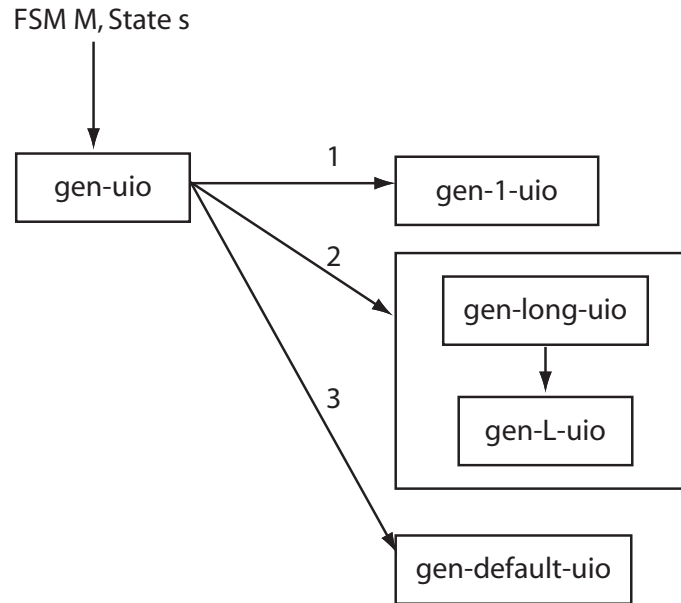 FSM M, State s
gen-uio
1
gen-1-uio
2
gen-long-uio
3
gen-L-uio
gen-default-uio